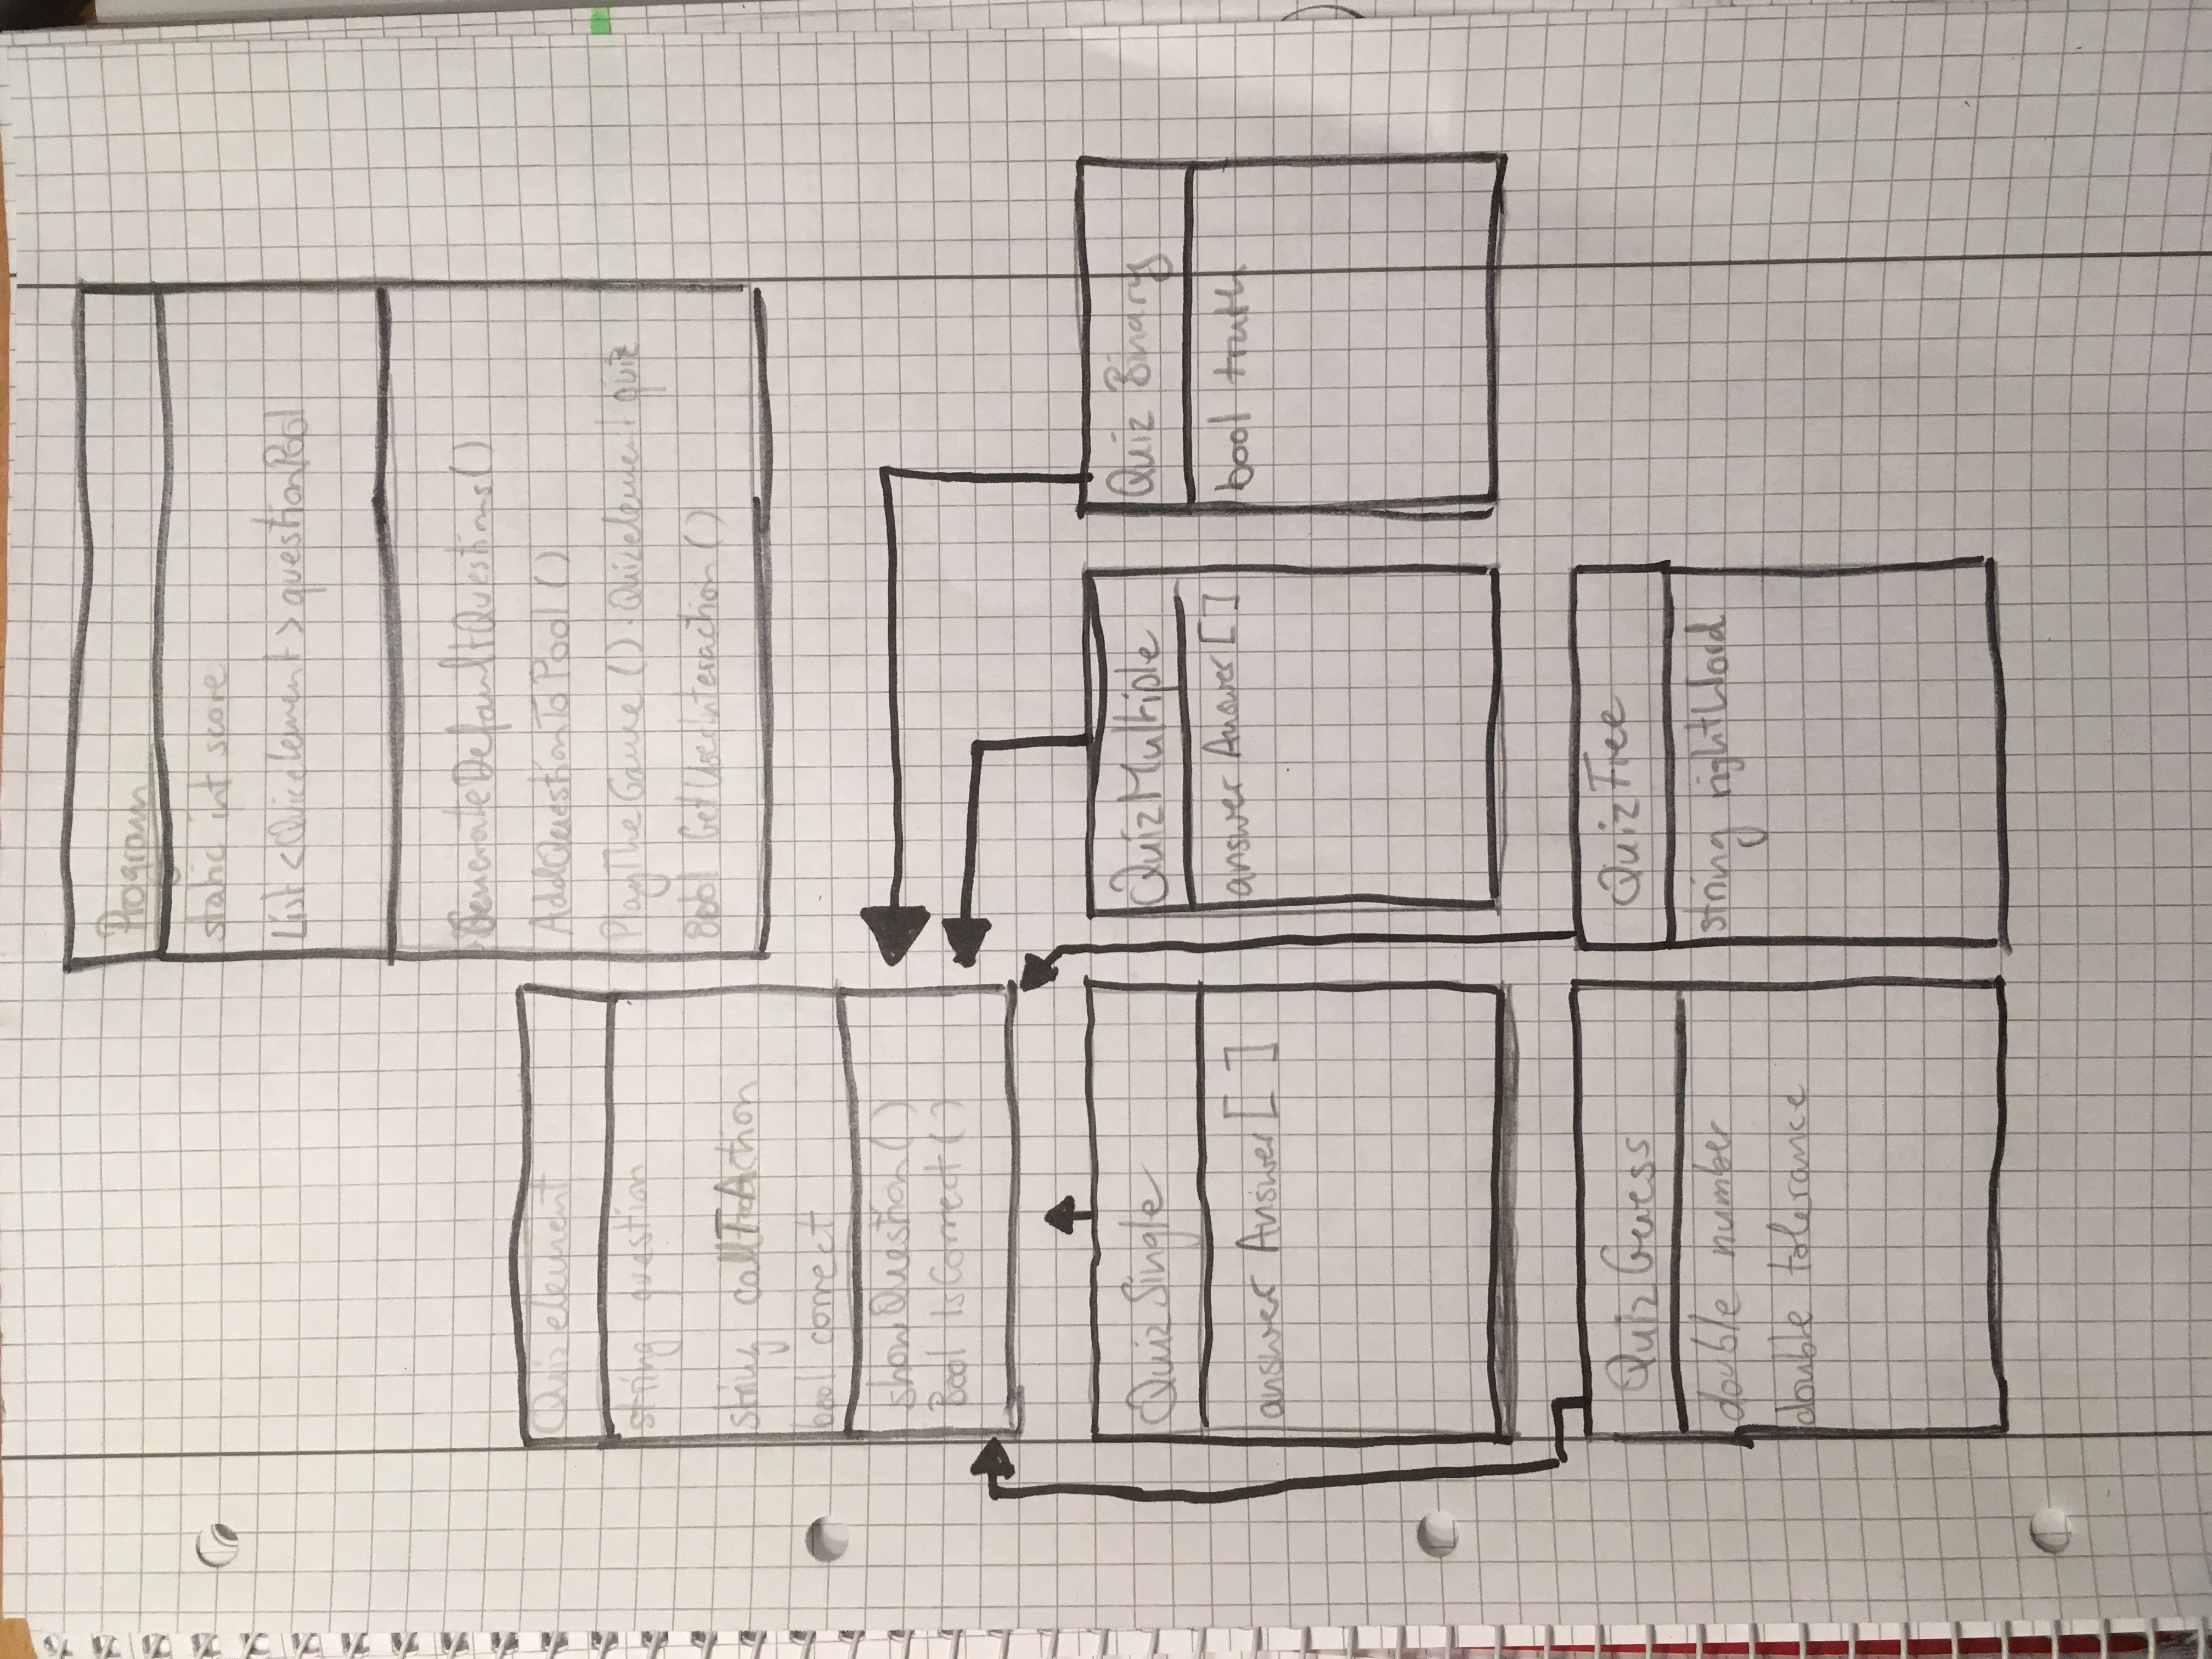 Program
static int score
List <Quizelement> questionPool
GenerateDefaultQuestions()
AddQuestionToPool ()
PlayTheGame () Quizelement quiz
Bool GetUserInteraction ()
Quizelement
string question
string callToAction
bool correct
showQuestion()
Bool IsCorrect()
QuizSingle
answer Answer [ ]
QuizMultiple
answer Answer [ ]
Quiz Binary
bool truth
Quiz Guess
double number
double tolerance
QuizFree
string rightWord